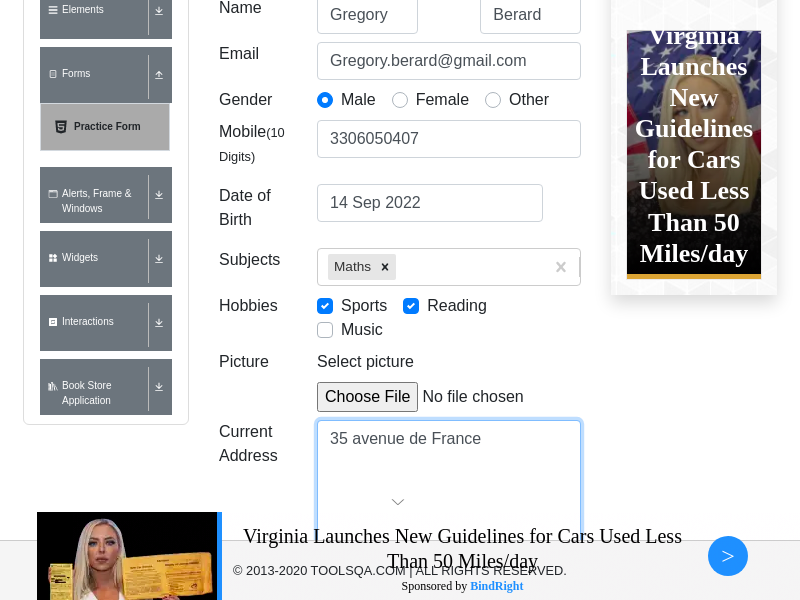 Elements
Forms
Practice Form
Alerts, Frame &
Windows
Widgets
Interactions
Book Store
Application
Name
Gregory
Berard
Email
Gregory.berard@gmail.com
Gender
Male
Female
Other
Mobile(10
Digits)
3306050407
Date of
Birth
14 Sep 2022
Subjects
Maths
Hobbies
Sports
Reading
Music
Picture
Select picture
Choose File No file chosen
Current
Address
35 avenue de France
Virginia
Launches
New
Guidelines
for Cars
Used Less
Than 50
Miles/day
Virginia Launches New Guidelines for Cars Used Less
Than 50 Miles/day
© 2013-2020 TOOLSQA.COM | ALL RIGHTS RESERVED.
Sponsored by BindRight